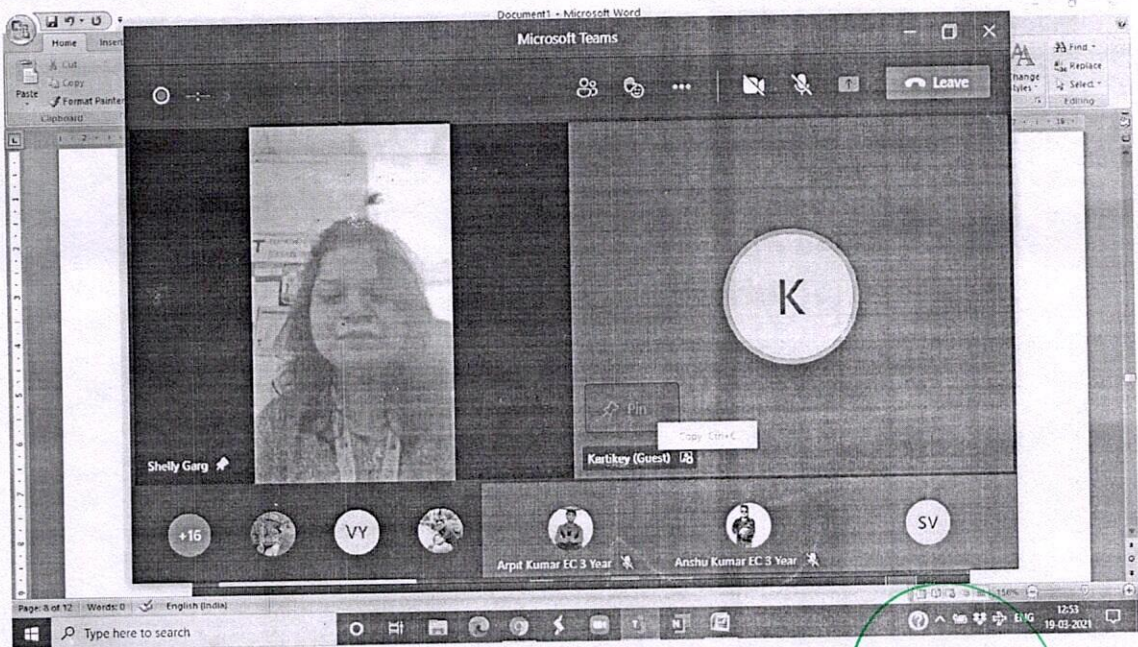 Document1 - Microsoft Word
Home
Insert
Cut
Copy
Paste
Format Painter
Clipboard
Find
Replace
Select
Editing
Change
Styles
Microsoft Teams
Leave
Shelly Garg
Pin
Copy Ctrl+C
Kartikey (Guest)
K
+16
VY
Arpit Kumar EC 3 Year
Anshu Kumar EC 3 Year
SV
Page: 8 of 12
Words: 0
English (India)
156%
Type here to search
ENG
12:53
19-03-2021